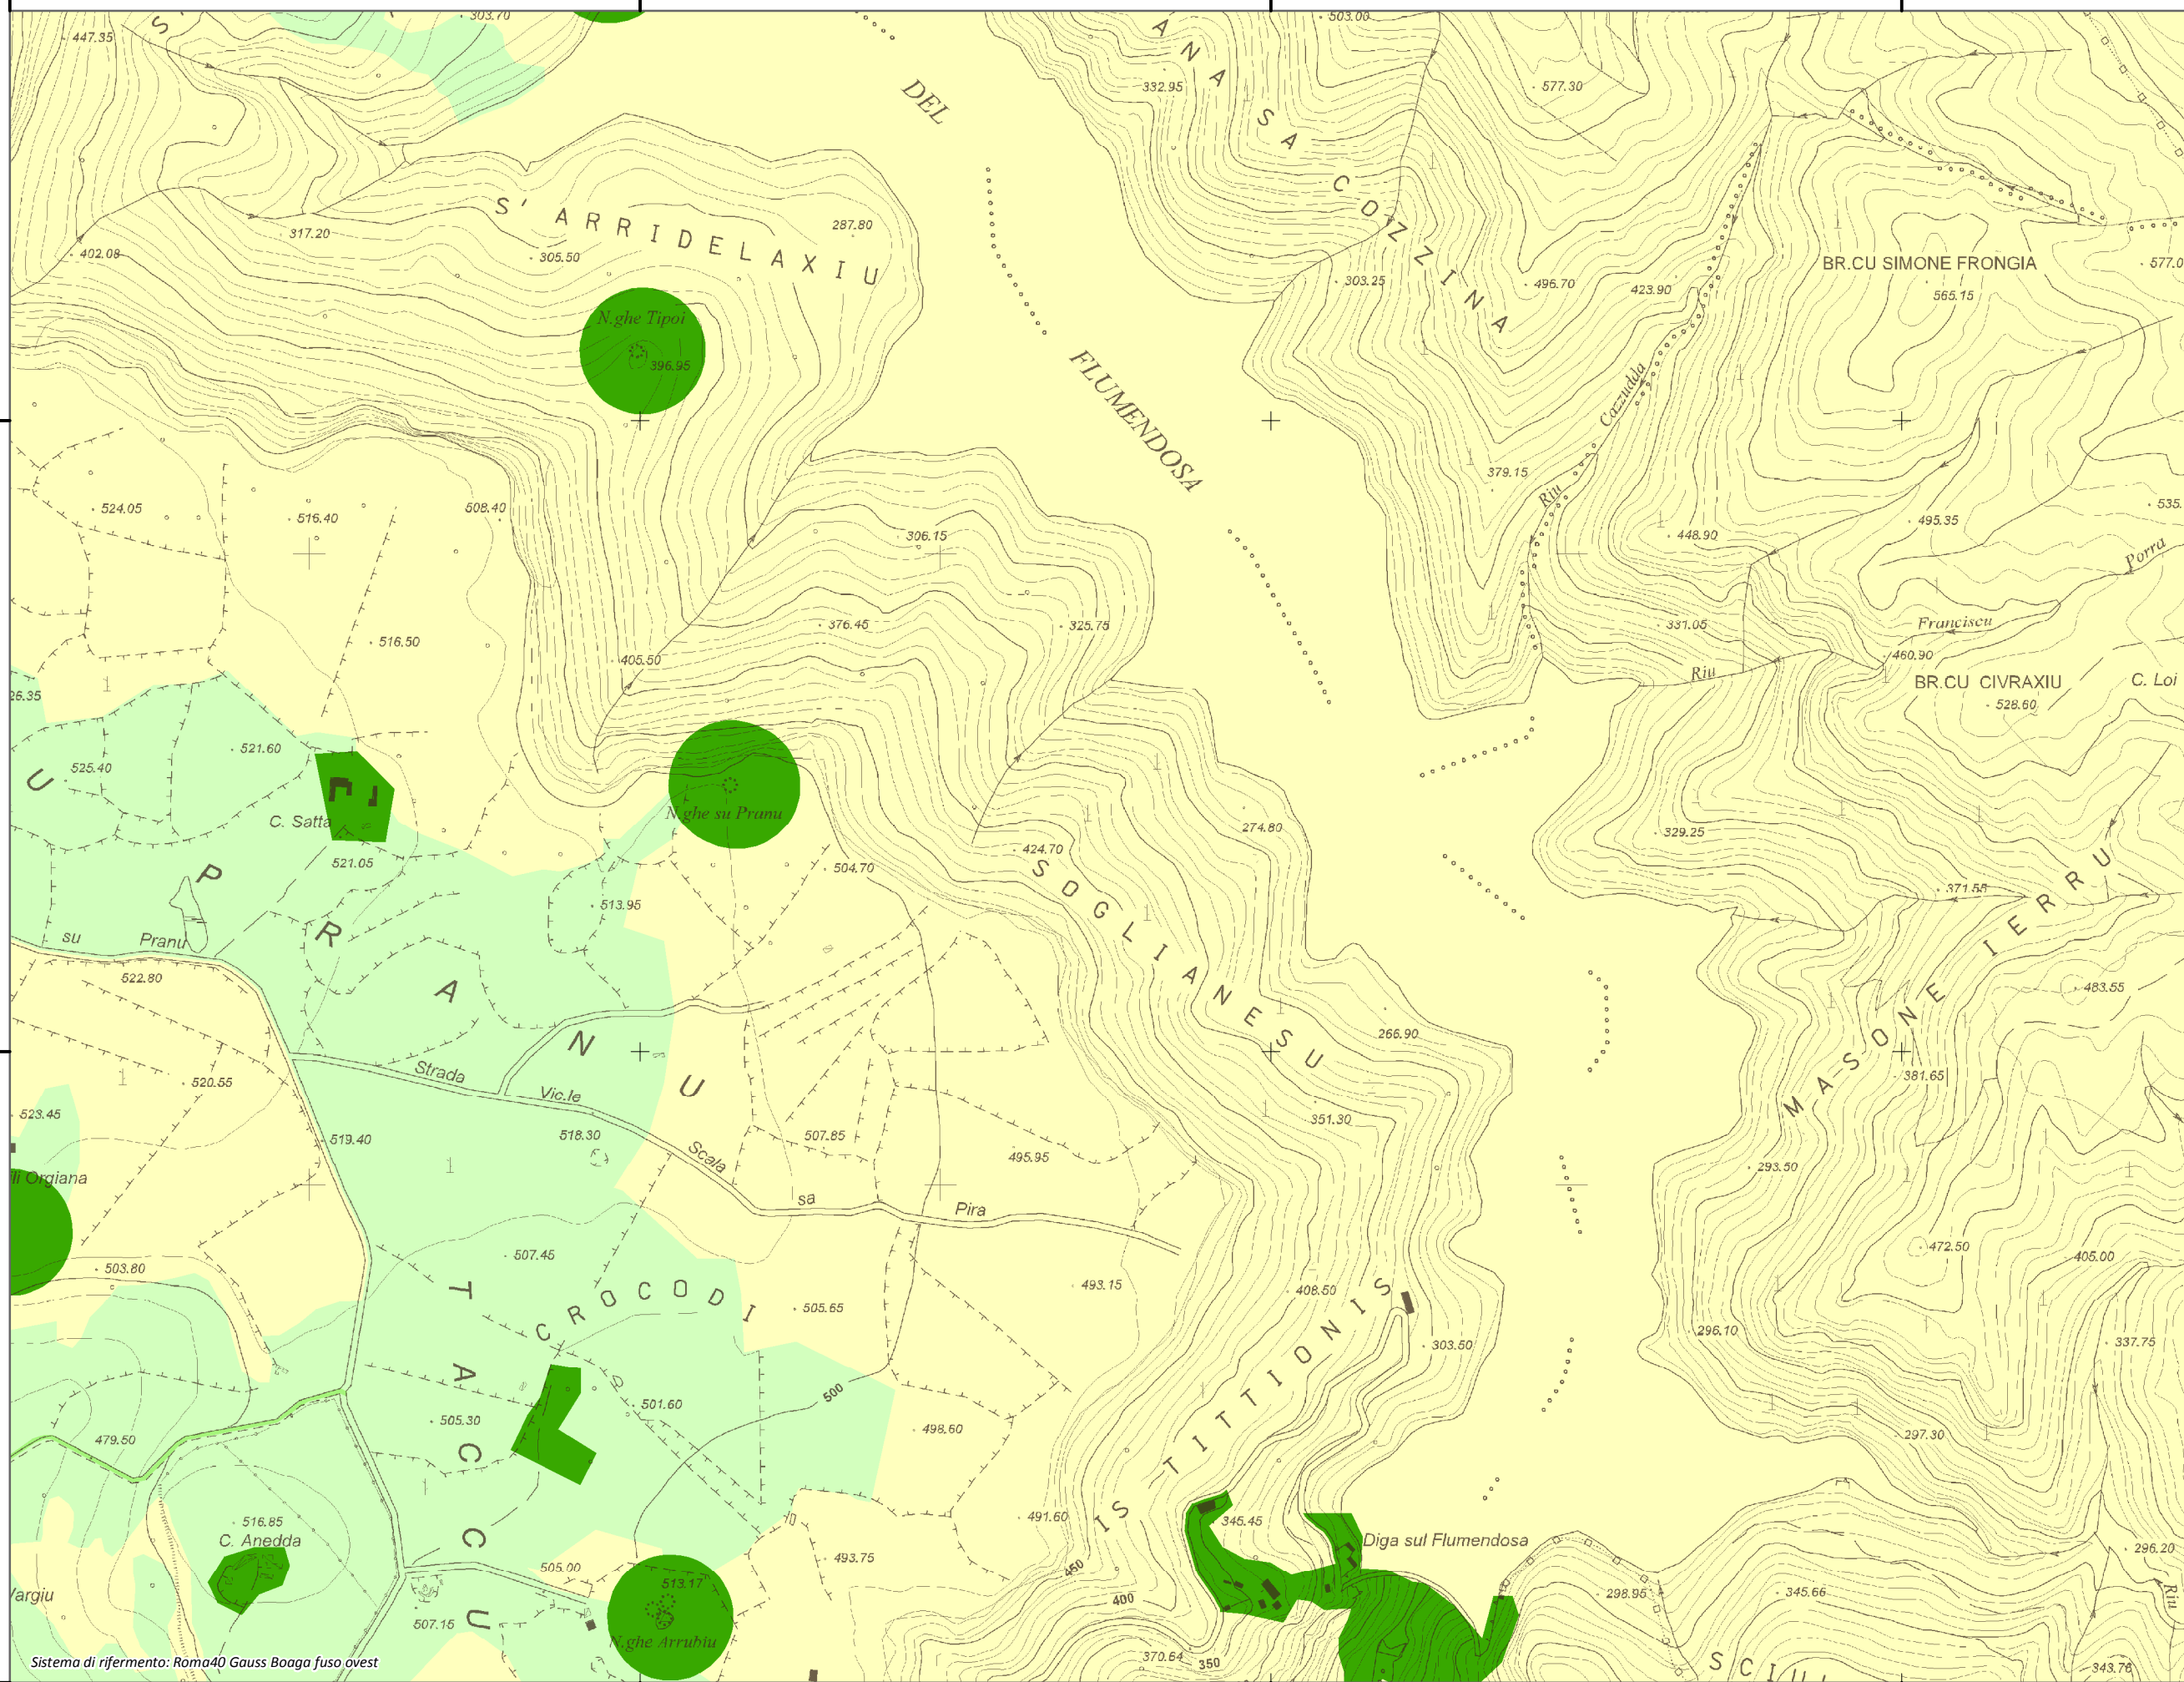 303.70
503.00
447.35
332.95
577.30
DEL
ANA SA COZZINA
S' ARRIDELAXIU
287.80
317.20
402.08
305.50
303.25
496.70
423.90
BR.CU SIMONE FRONGIA
565.15
577.0
N.ghe Tipoi
396.95
FLUMENDOSA
Riu Cazzudda
379.15
524.05
516.40
508.40
306.15
448.90
495.35
535.
Porra
516.50
376.45
325.75
331.05
Franciscu
405.50
460.90
Riu
26.35
BR.CU CIVRAXIU
C. Loi
528.60
521.60
525.40
U
C. Satta
521.05
N.ghe su Pranu
274.80
329.25
424.70
504.70
SOGLIANESU
371.55
MASONE IERRU
513.95
PRANU
su Pranu
522.80
483.55
266.90
Strada Vic.le Scala sa Pira
520.55
381.65
523.45
351.30
519.40
518.30
507.85
495.95
293.50
li Orgiana
507.45
472.50
405.00
503.80
493.15
408.50
TACCU
CROCODI
505.65
IS TITTIONIS
296.10
303.50
337.75
500
505.30
501.60
498.60
479.50
297.30
516.85
C. Anedda
491.60
345.45
Diga sul Flumendosa
296.20
505.00
493.75
450
400
513.17
298.95
345.66
Riu
Vargiu
507.15
N.ghe Arrubiu
370.64
350
343.76
Sistema di rifermento: Roma40 Gauss Boaga fuso ovest